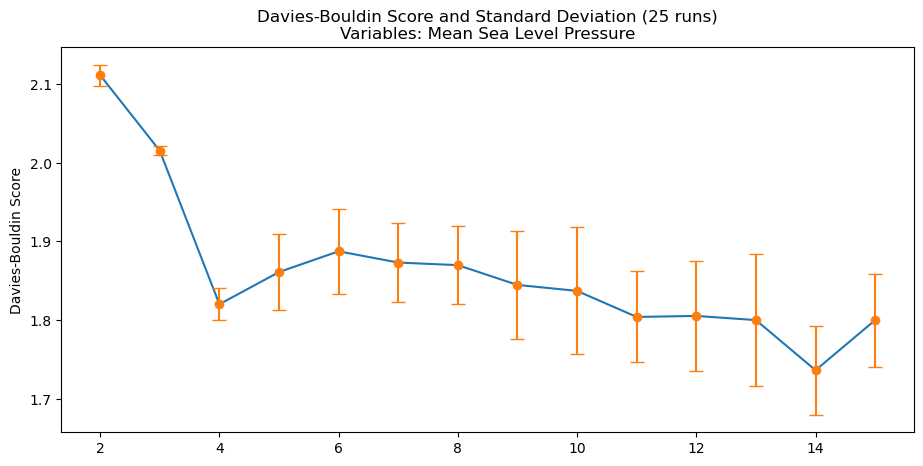 Davies-Bouldin Score and Standard Deviation (25 runs)
Variables: Mean Sea Level Pressure
Davies-Bouldin Score
2.1
2.0
1.9
1.8
1.7
2 4 6 8 10 12 14